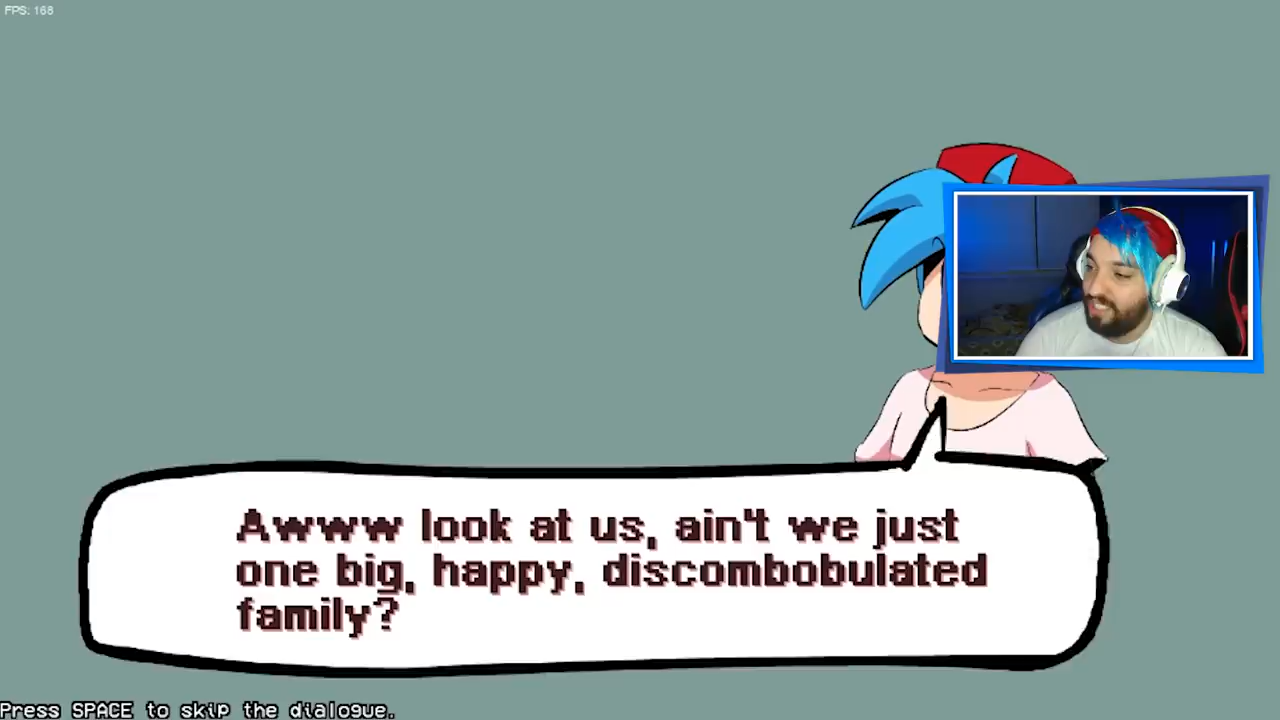 FPS: 168
Awww look at us, ain't we just
one big, happy, discombobulated
family?
Press SPACE to skip the dialogue.